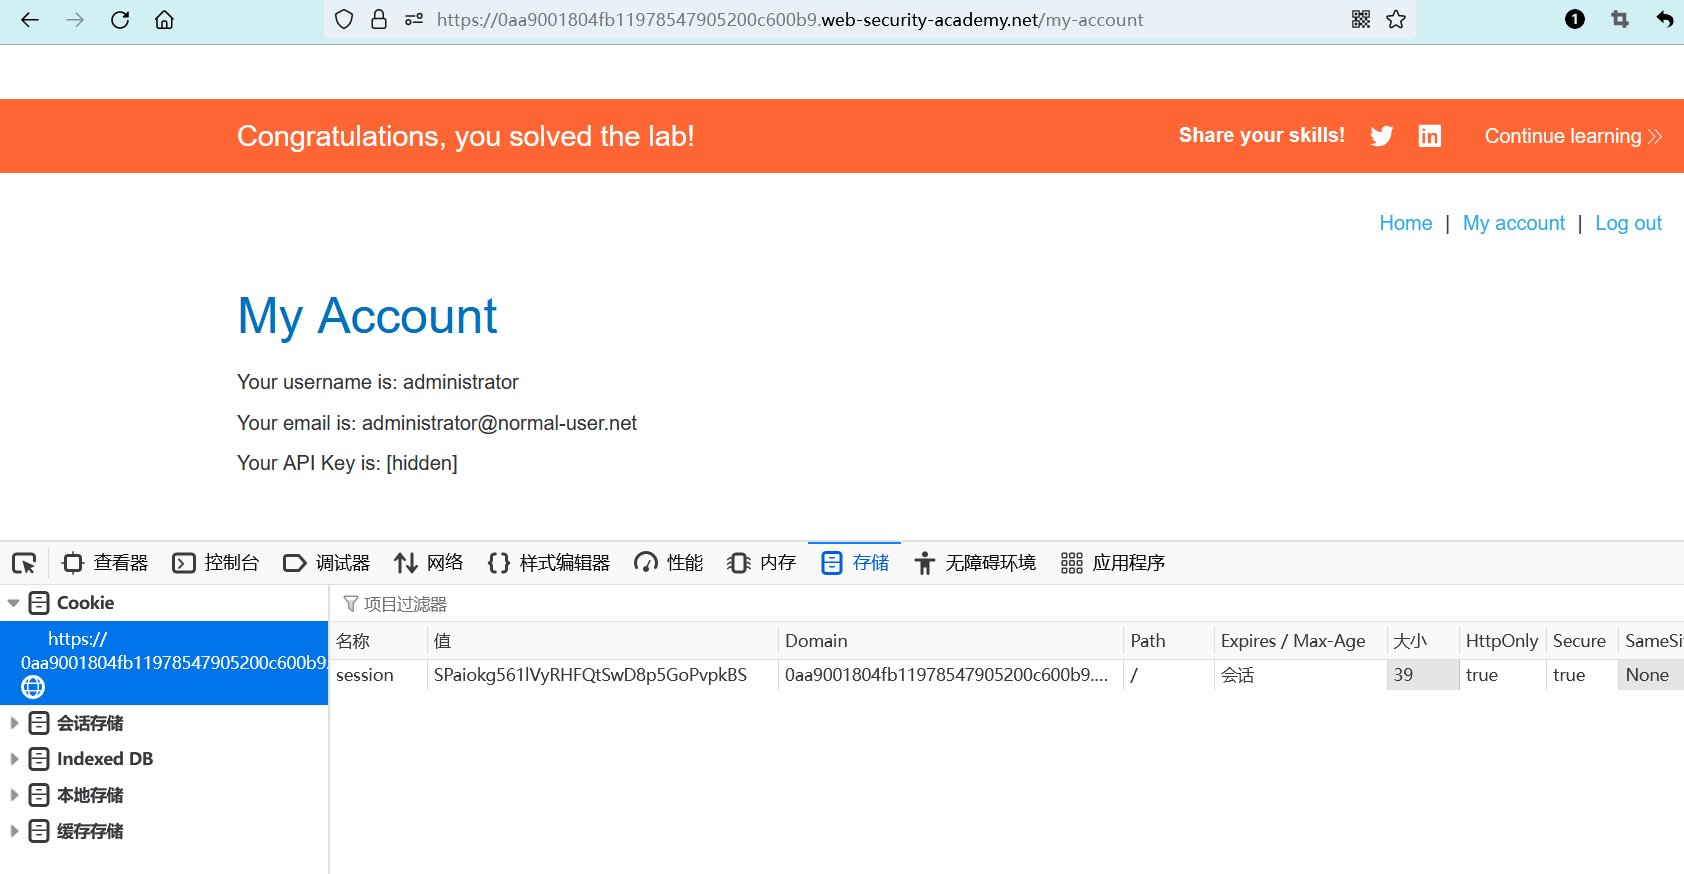 https://0aa9001804fb11978547905200c600b9.web-security-academy.net/my-account
1
Congratulations, you solved the lab!
Share your skills!
Continue learning
Home | My account | Log out
My Account
Your username is: administrator
Your email is: administrator@normal-user.net
Your API Key is: [hidden]
查看器 控制台 调试器 网络 样式编辑器 性能 内存 存储 无障碍环境 应用程序
Cookie
项目过滤器
https://
0aa9001804fb11978547905200c600b9.
名称 值 Domain Path Expires / Max-Age 大小 HttpOnly Secure SameSi
session SPaiokg561lVyRHFQtSwD8p5GoPvpkBS 0aa9001804fb11978547905200c600b9.... / 会话 39 true true None
会话存储
Indexed DB
本地存储
缓存存储